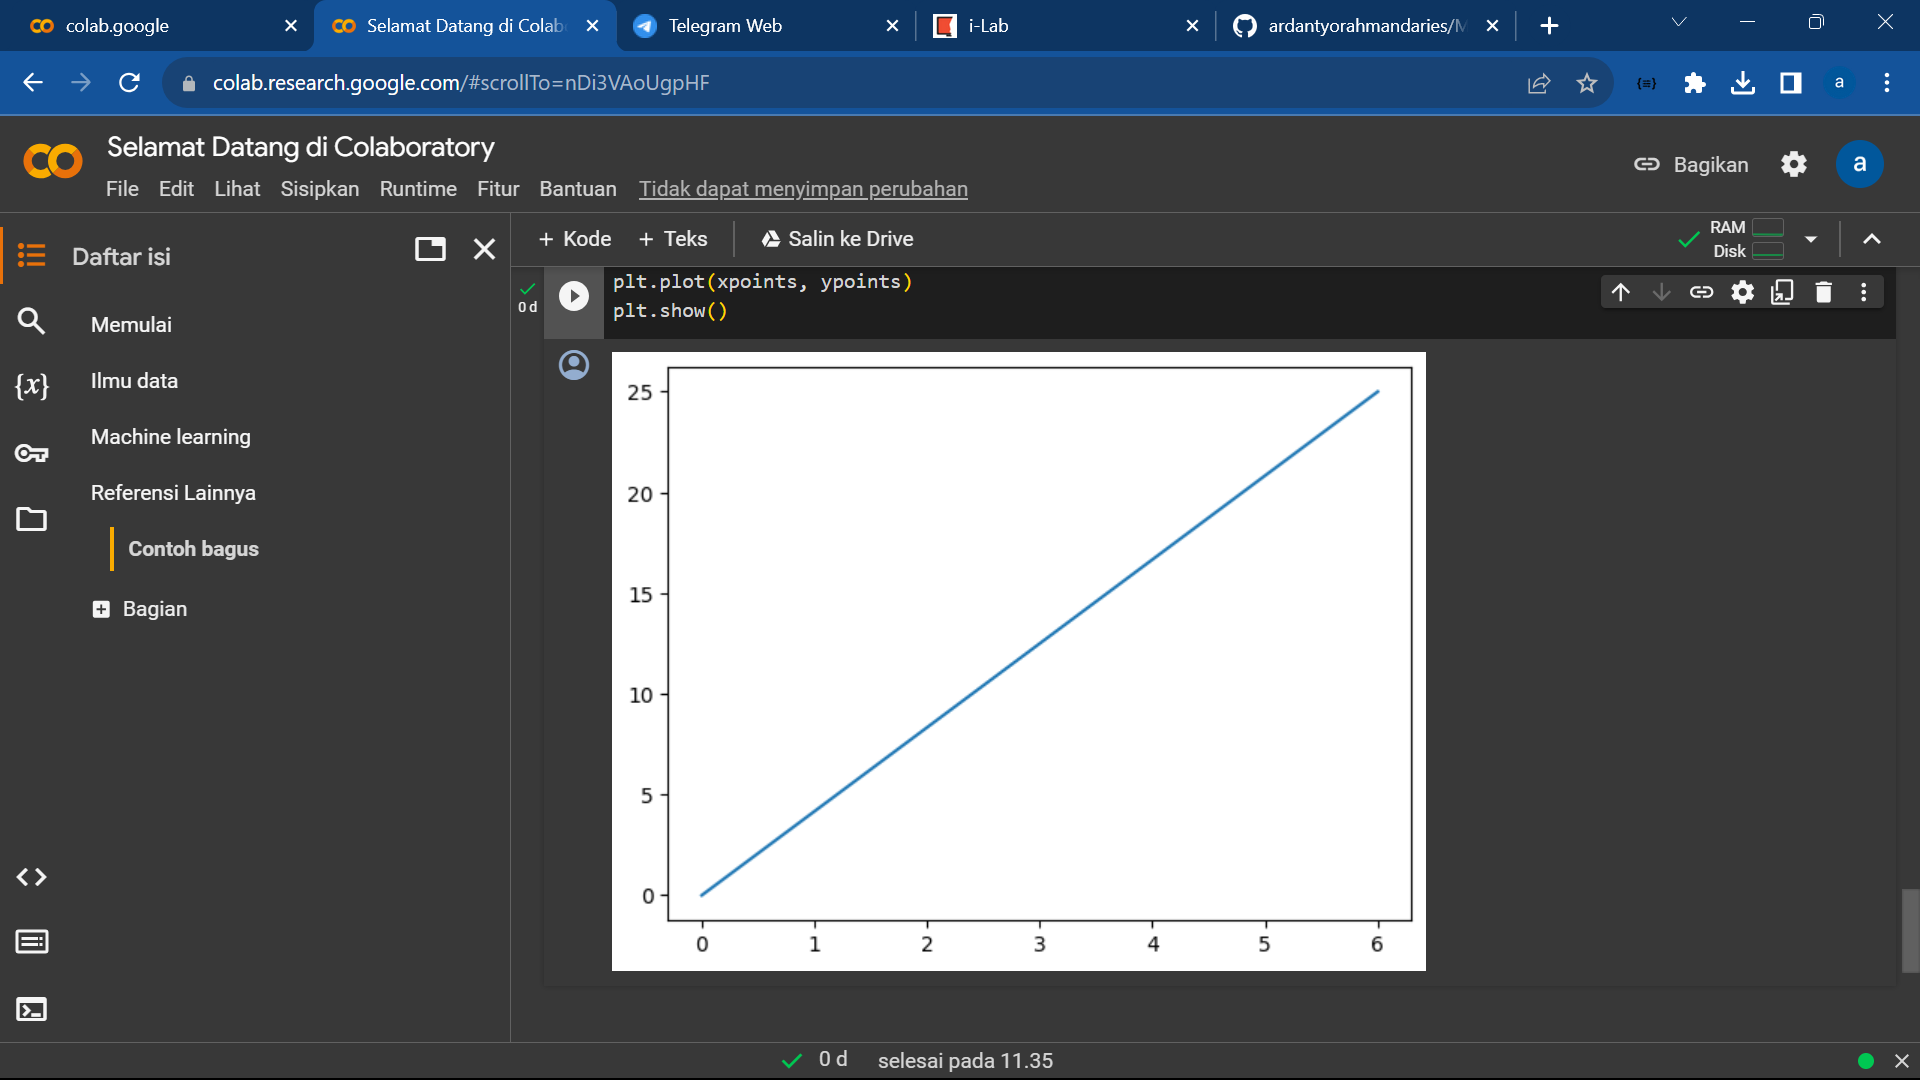 colab.google
Selamat Datang di Colab
Telegram Web
i-Lab
ardantyorahmandaries/M
colab.research.google.com/#scrollTo=nDi3VAoUgpHF
a
Selamat Datang di Colaboratory
File Edit Lihat Sisipkan Runtime Fitur Bantuan Tidak dapat menyimpan perubahan
Bagikan
a
Daftar isi
+ Kode + Teks Salin ke Drive
RAM
Disk
Memulai
Ilmu data
Machine learning
Referensi Lainnya
Contoh bagus
Bagian
{x}
0 d
plt.plot(xpoints, ypoints)
plt.show()
25
20
15
10
5
0
0 1 2 3 4 5 6
0 d selesai pada 11.35